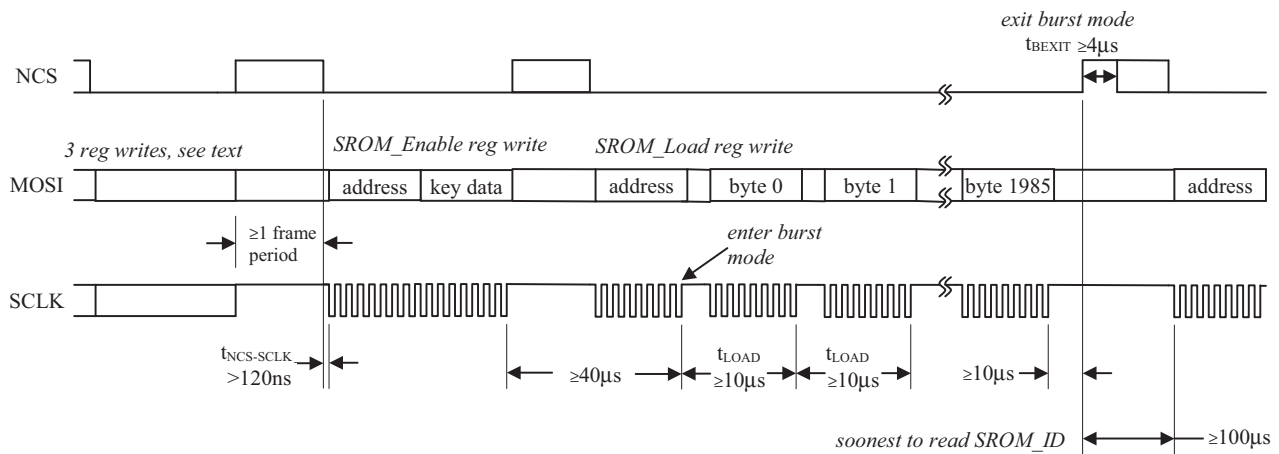 exit burst mode
tBEXIT ≥4µs
NCS
3 reg writes, see text
SROM_Enable reg write
SROM_Load reg write
MOSI
address
key data
address
byte 0
byte 1
byte 1985
address
≥1 frame
period
enter burst
mode
SCLK
tNCS-SCLK
>120ns
≥40µs
tLOAD
≥10µs
tLOAD
≥10µs
≥10µs
soonest to read SROM_ID
≥100µs